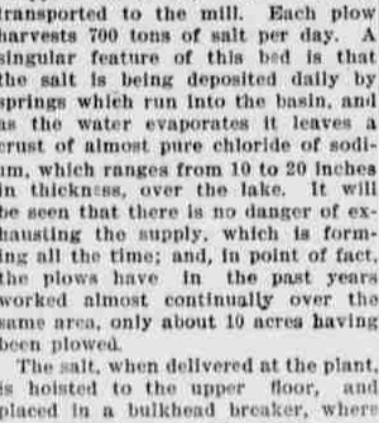 transported to the mill. Each plow
harvests 700 tons of salt per day. A
singular feature of this bed is that
the salt is being deposited daily by
springs which run into the basin, and
as the water evaporates it leaves a
crust of almost pure chloride of sodi-
um, which ranges from 10 to 20 inches
in thickness, over the lake. It will
be seen that there is no danger of ex-
hausting the supply, which is form-
ing all the time; and, in point of fact,
the plows have in the past years
worked almost continually over the
same area, only about 10 acres having
been plowed.
The salt, when delivered at the plant,
is hoisted to the upper floor, and
placed in a bulkhead breaker, where